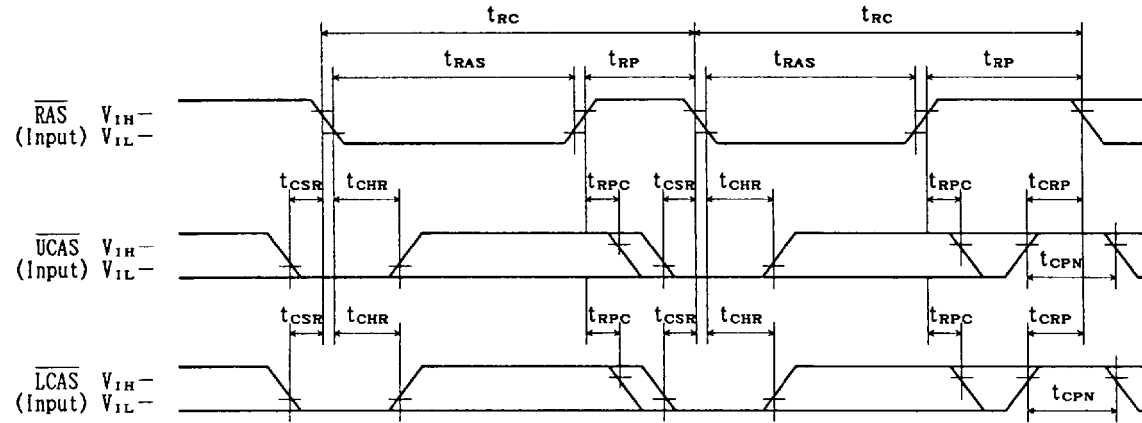 tRC tRC
tRAS tRP tRAS tRP
RAS VIH–
(Input) VIL–
tCSR tCHR tRPC tCSR tCHR tRPC tCRP
UCAS VIH–
(Input) VIL–
tCPN
tCSR tCHR tRPC tCSR tCHR tRPC tCRP
LCAS VIH–
(Input) VIL–
tCPN